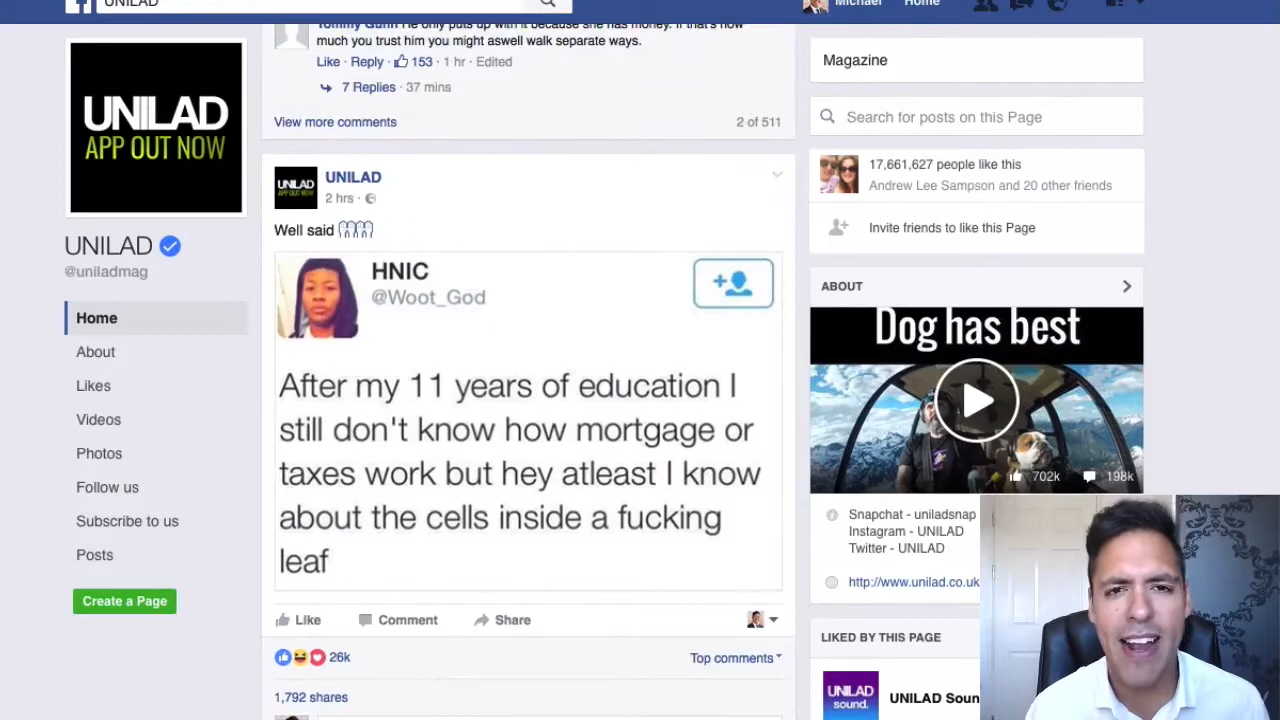 UNILAD
Michael
Home
Tommy Gunn He only puts up with it because she has money. If that's how
much you trust him you might aswell walk separate ways.
Like · Reply · 153 · 1 hr · Edited
7 Replies · 37 mins
View more comments
2 of 511
UNILAD
APP OUT NOW
UNILAD
@uniladmag
Home
About
Likes
Videos
Photos
Follow us
Subscribe to us
Posts
Create a Page
UNILAD
APP OUT NOW
UNILAD
2 hrs ·
Well said
HNIC
@Woot_God
After my 11 years of education I
still don't know how mortgage or
taxes work but hey atleast I know
about the cells inside a fucking
leaf
Like
Comment
Share
26k
Top comments
1,792 shares
Magazine
Search for posts on this Page
17,661,627 people like this
Andrew Lee Sampson and 20 other friends
Invite friends to like this Page
ABOUT
Dog has best
702k
198k
Snapchat - uniladsnap
Instagram - UNILAD
Twitter - UNILAD
http://www.unilad.co.uk
LIKED BY THIS PAGE
UNILAD
sound.
UNILAD Soun